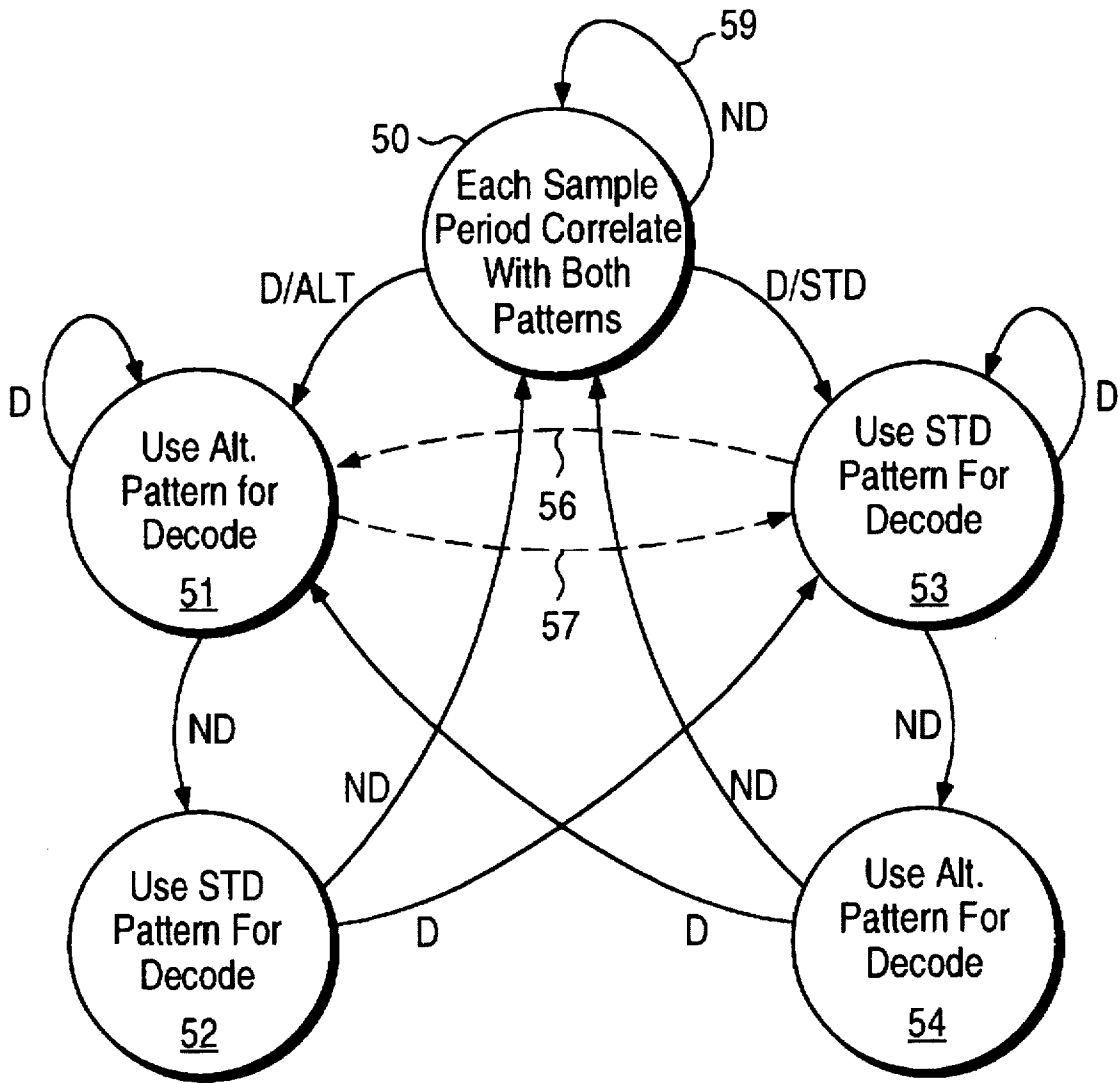 59
ND
50
Each Sample
Period Correlate
With Both
Patterns
D/ALT
D/STD
D
Use Alt.
Pattern for
Decode
51
56
57
Use STD
Pattern For
Decode
53
D
ND
ND
ND
ND
Use STD
Pattern For
Decode
52
D
D
Use Alt.
Pattern For
Decode
54